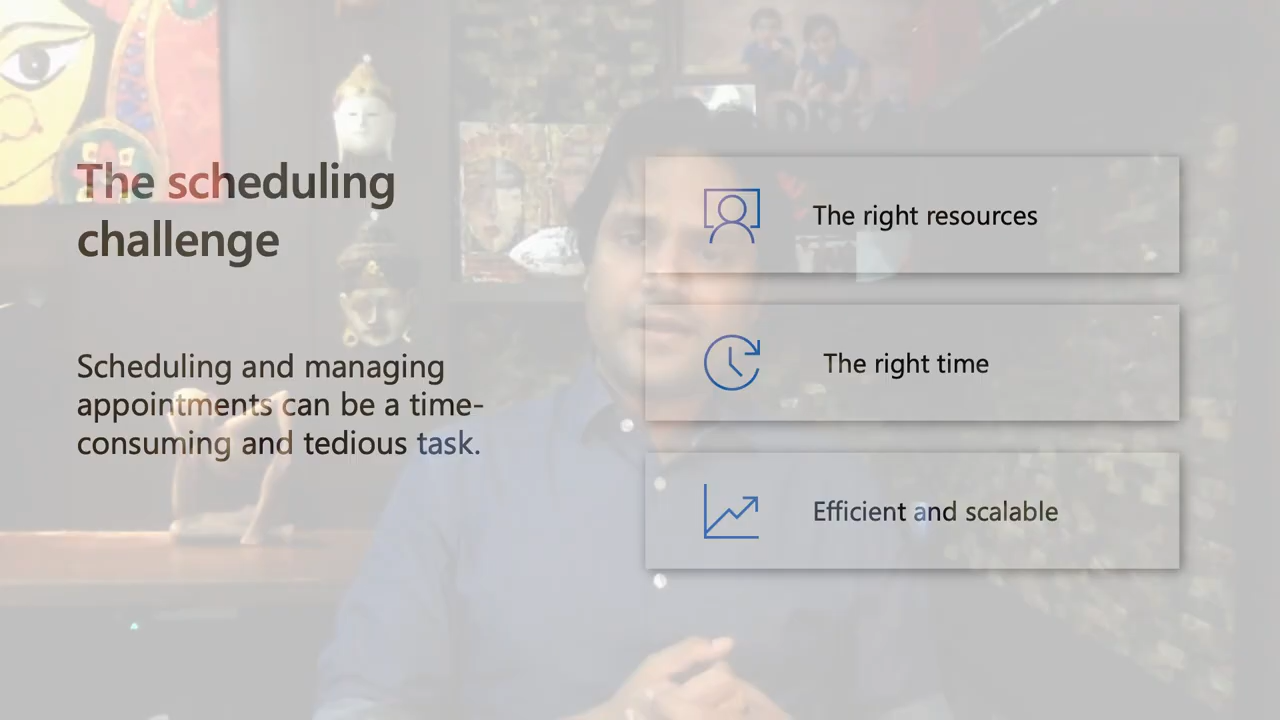 The scheduling
challenge
Scheduling and managing
appointments can be a time-
consuming and tedious task.
The right resources
The right time
Efficient and scalable